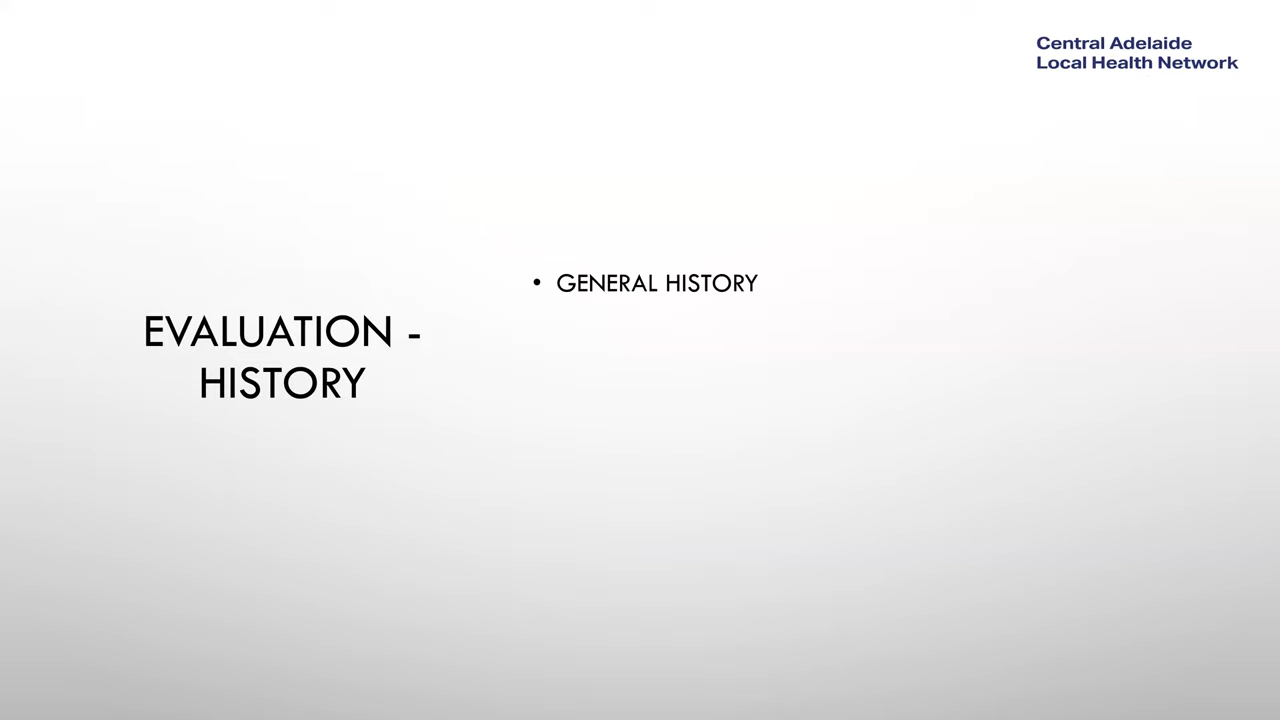 Central Adelaide
Local Health Network
EVALUATION -
HISTORY
• GENERAL HISTORY